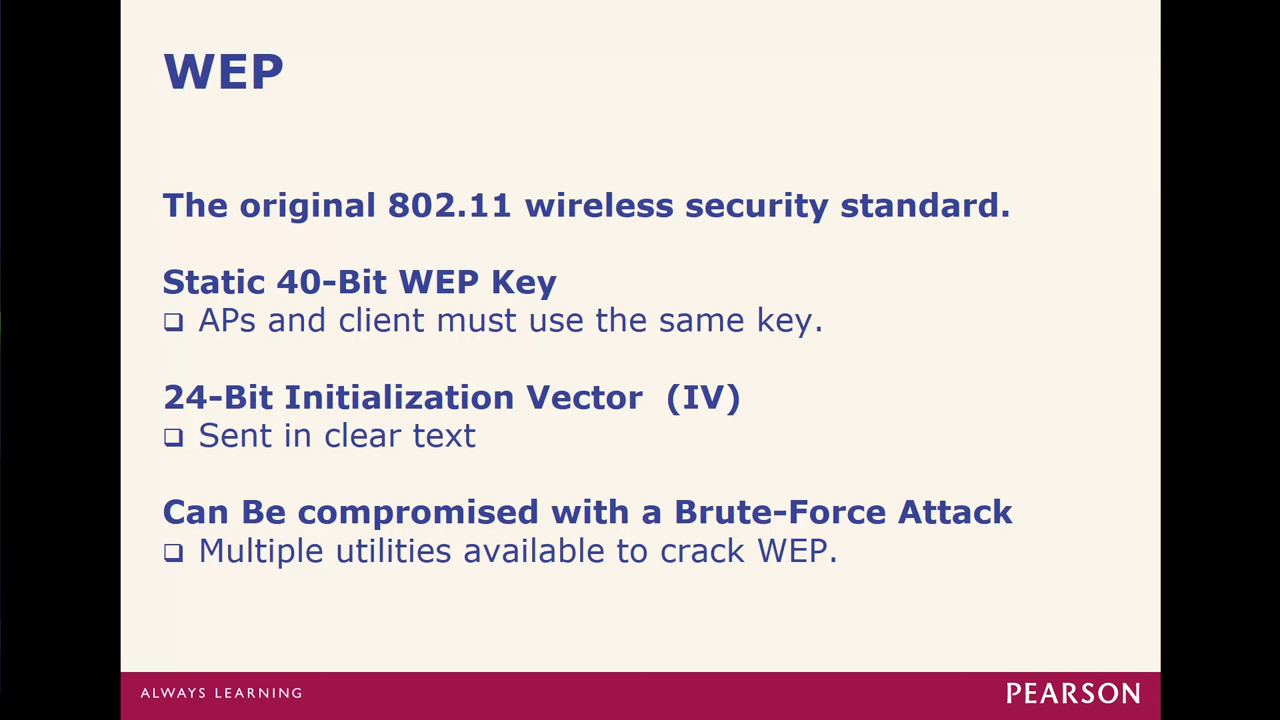 WEP
The original 802.11 wireless security standard.
Static 40-Bit WEP Key
❑ APs and client must use the same key.
24-Bit Initialization Vector (IV)
❑ Sent in clear text
Can Be compromised with a Brute-Force Attack
❑ Multiple utilities available to crack WEP.
ALWAYS LEARNING
PEARSON